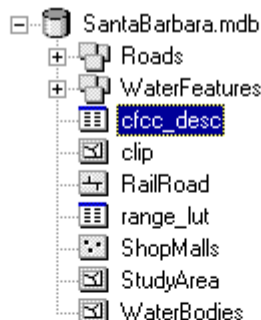 SantaBarbara.mdb
Roads
WaterFeatures
cfcc_desc
clip
RailRoad
range_lut
ShopMalls
StudyArea
WaterBodies